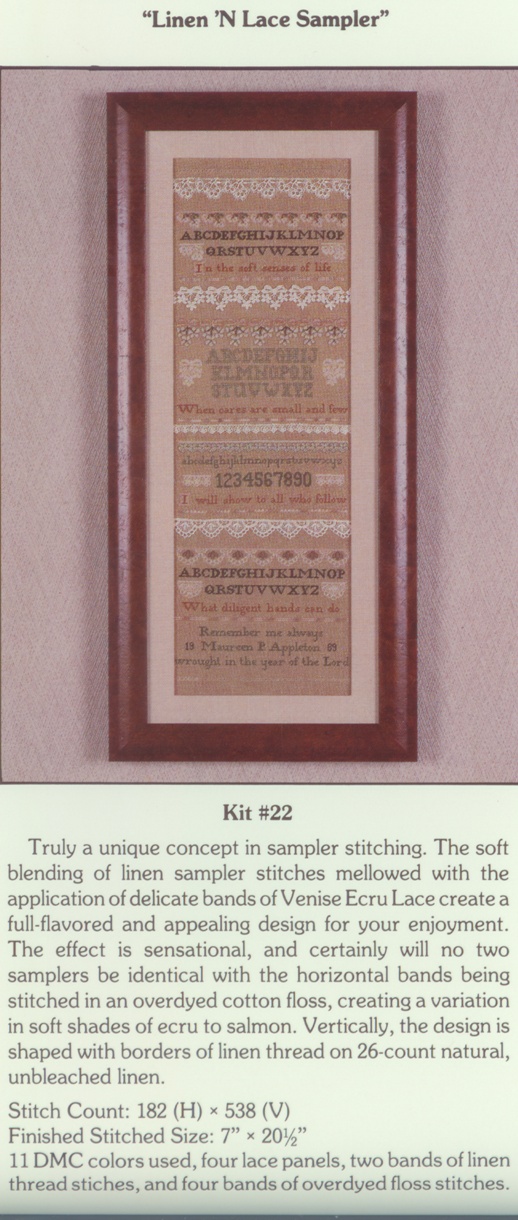 “Linen ’N Lace Sampler”
ABCDEFGHIJKLMNOP
QRSTUVWXYZ
In the soft senses of life
ABCDEFGHIJ
KLMNOPQR
STUVWXYZ
When cares are small and few
abcdefghijklmnopqrstuvwxyz
1234567890
I will show to all who follow
ABCDEFGHIJKLMNOP
QRSTUVWXYZ
What diligent hands can do
Remember me always
19 Maureen P. Appleton 89
wrought in the year of the Lord
Kit #22
Truly a unique concept in sampler stitching. The soft
blending of linen sampler stitches mellowed with the
application of delicate bands of Venise Ecru Lace create a
full-flavored and appealing design for your enjoyment.
The effect is sensational, and certainly will no two
samplers be identical with the horizontal bands being
stitched in an overdyed cotton floss, creating a variation
in soft shades of ecru to salmon. Vertically, the design is
shaped with borders of linen thread on 26-count natural,
unbleached linen.
Stitch Count: 182 (H) × 538 (V)
Finished Stitched Size: 7” × 20½”
11 DMC colors used, four lace panels, two bands of linen
thread stiches, and four bands of overdyed floss stitches.